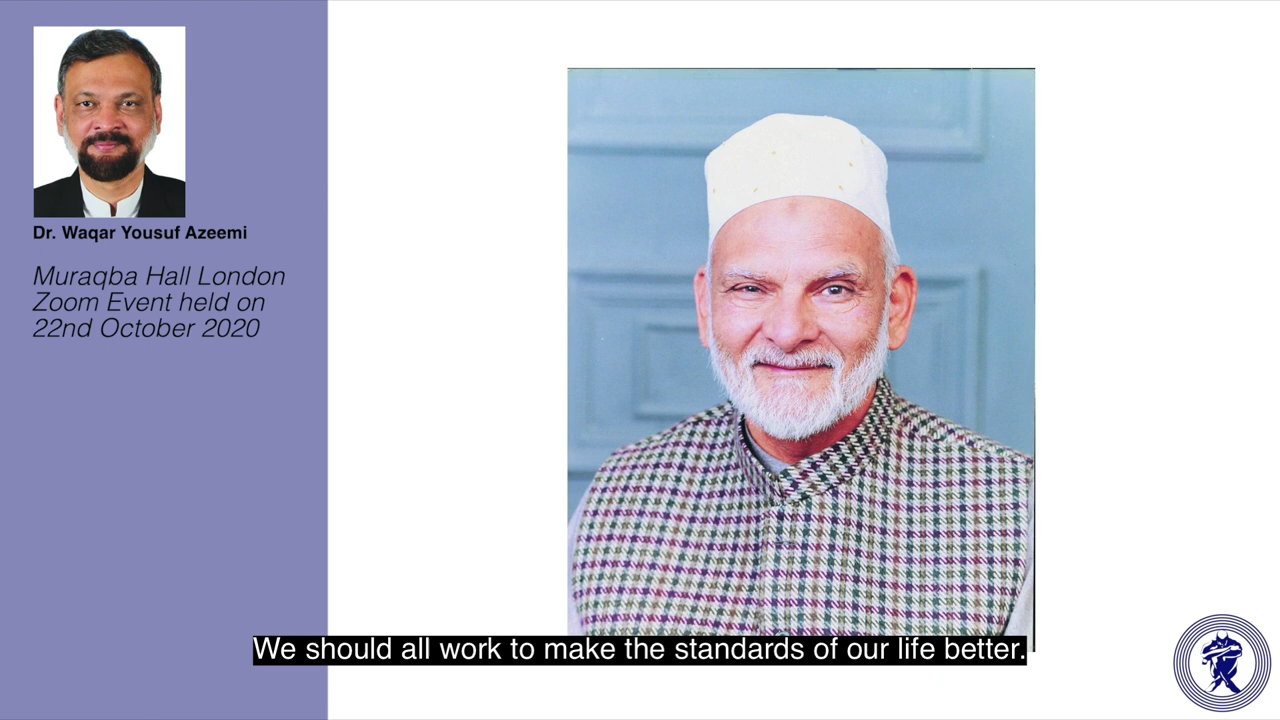 Dr. Waqar Yousuf Azeemi
Muraqba Hall London
Zoom Event held on
22nd October 2020
We should all work to make the standards of our life better.